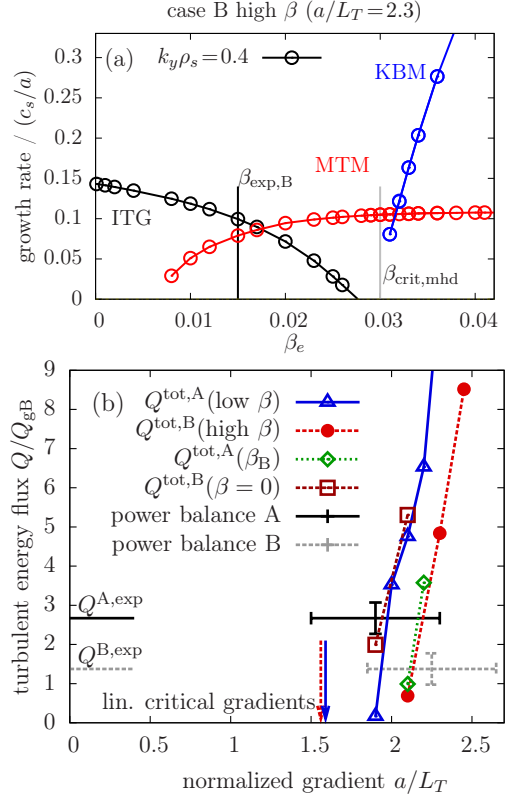 case B high β (a/L_T=2.3)
(a)
k_yρ_s=0.4
KBM
MTM
β_exp,B
ITG
β_crit,mhd
growth rate / (c_s/a)
0.3
0.25
0.2
0.15
0.1
0.05
0
0
0.01
0.02
0.03
0.04
β_e
(b)
Q^tot,A(low β)
Q^tot,B(high β)
Q^tot,A(β_B)
Q^tot,B(β = 0)
power balance A
power balance B
Q^A,exp
Q^B,exp
lin. critical gradients
turbulent energy flux Q/Q_gB
9
8
7
6
5
4
3
2
1
0
0
0.5
1
1.5
2
2.5
normalized gradient a/L_T